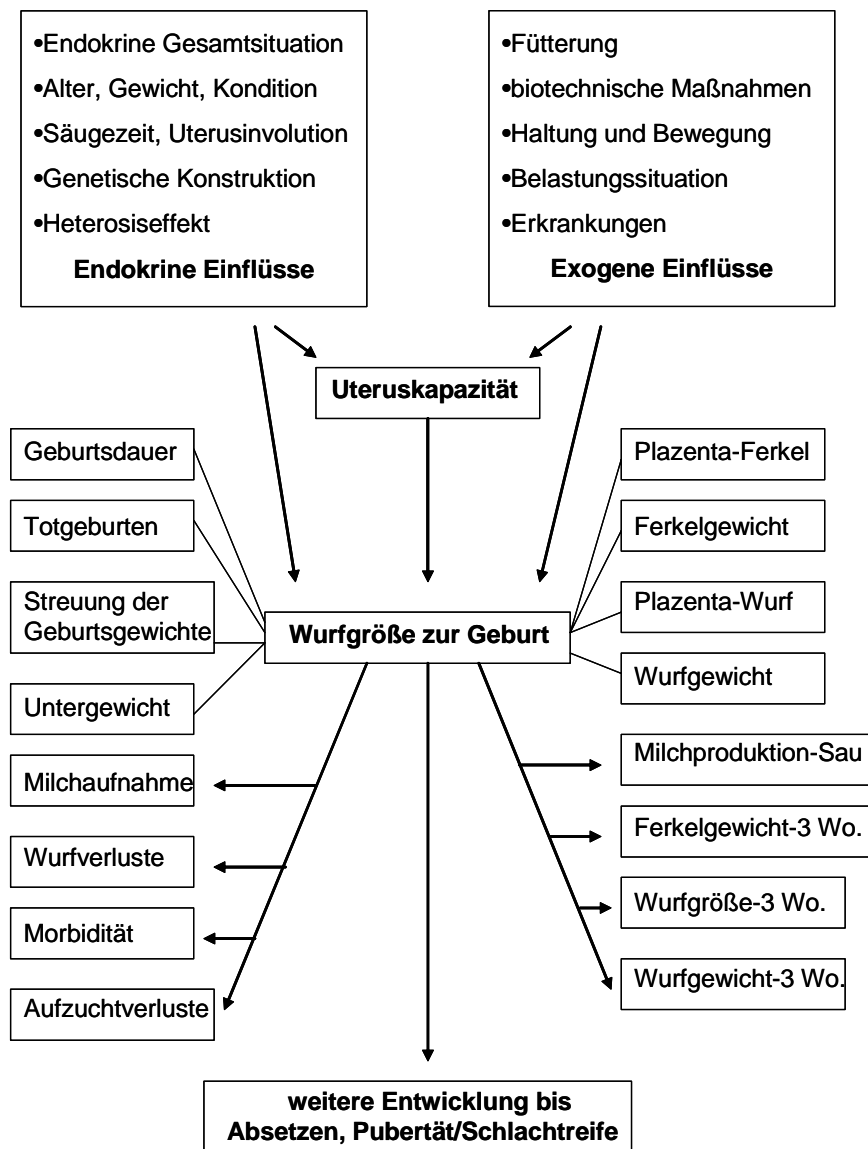 •Endokrine Gesamtsituation
•Alter, Gewicht, Kondition
•Säugezeit, Uterusinvolution
•Genetische Konstruktion
•Heterosiseffekt
Endokrine Einflüsse
•Fütterung
•biotechnische Maßnahmen
•Haltung und Bewegung
•Belastungssituation
•Erkrankungen
Exogene Einflüsse
Uteruskapazität
Geburtsdauer
Totgeburten
Streuung der
Geburtsgewichte
Untergewicht
Plazenta-Ferkel
Ferkelgewicht
Plazenta-Wurf
Wurfgewicht
Wurfgröße zur Geburt
Milchaufnahme
Wurfverluste
Morbidität
Aufzuchtverluste
Milchproduktion-Sau
Ferkelgewicht-3 Wo.
Wurfgröße-3 Wo.
Wurfgewicht-3 Wo.
weitere Entwicklung bis
Absetzen, Pubertät/Schlachtreife